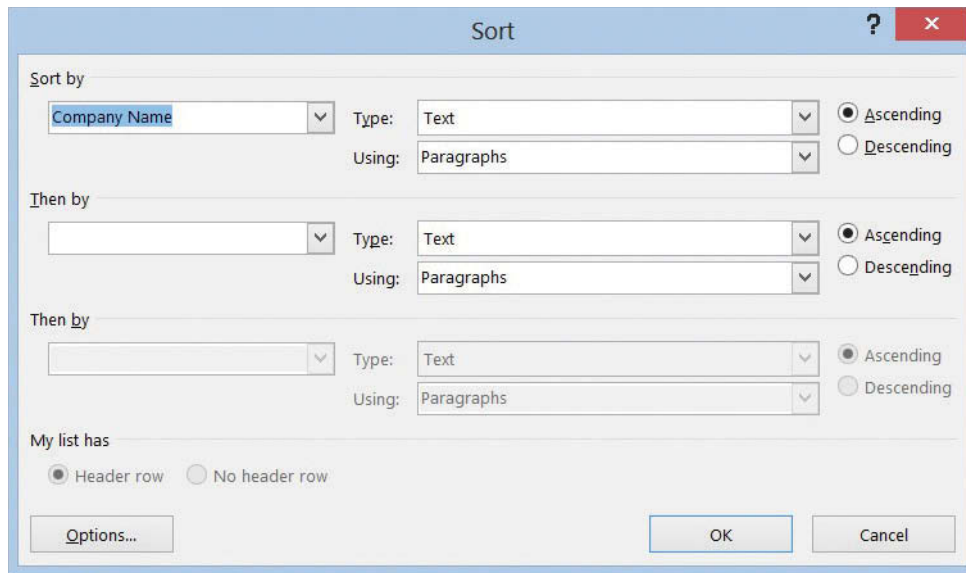 Sort
?
Sort by
Company Name Type: Text Ascending
Using: Paragraphs Descending
Then by
Type: Text Ascending
Using: Paragraphs Descending
Then by
Type: Text Ascending
Using: Paragraphs Descending
My list has
Header row No header row
Options... OK Cancel